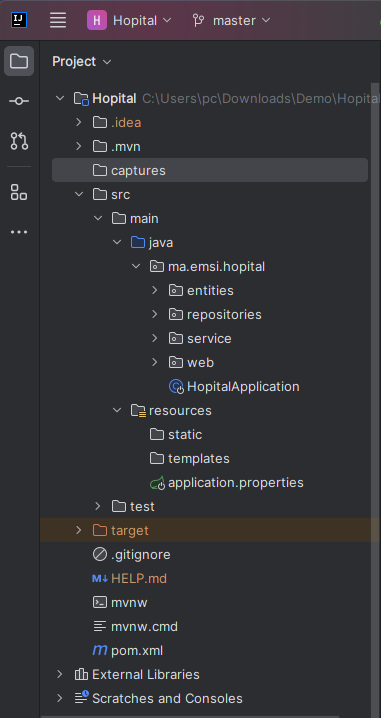 IJ H Hopital master
Project
Hopital C:\Users\pc\Downloads\Demo\Hopital
.idea
.mvn
captures
src
main
java
ma.emsi.hopital
entities
repositories
service
web
C HopitalApplication
resources
static
templates
application.properties
test
target
.gitignore
M↓ HELP.md
mvnw
mvnw.cmd
m pom.xml
External Libraries
Scratches and Consoles